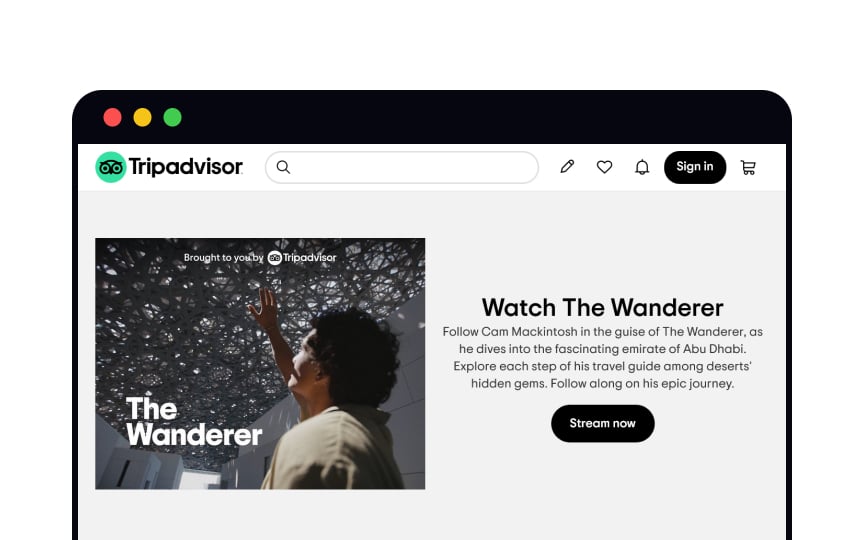 Tripadvisor
Sign in
Brought to you by Tripadvisor
The
Wanderer
Watch The Wanderer
Follow Cam Mackintosh in the guise of The Wanderer, as
he dives into the fascinating emirate of Abu Dhabi.
Explore each step of his travel guide among deserts'
hidden gems. Follow along on his epic journey.
Stream now